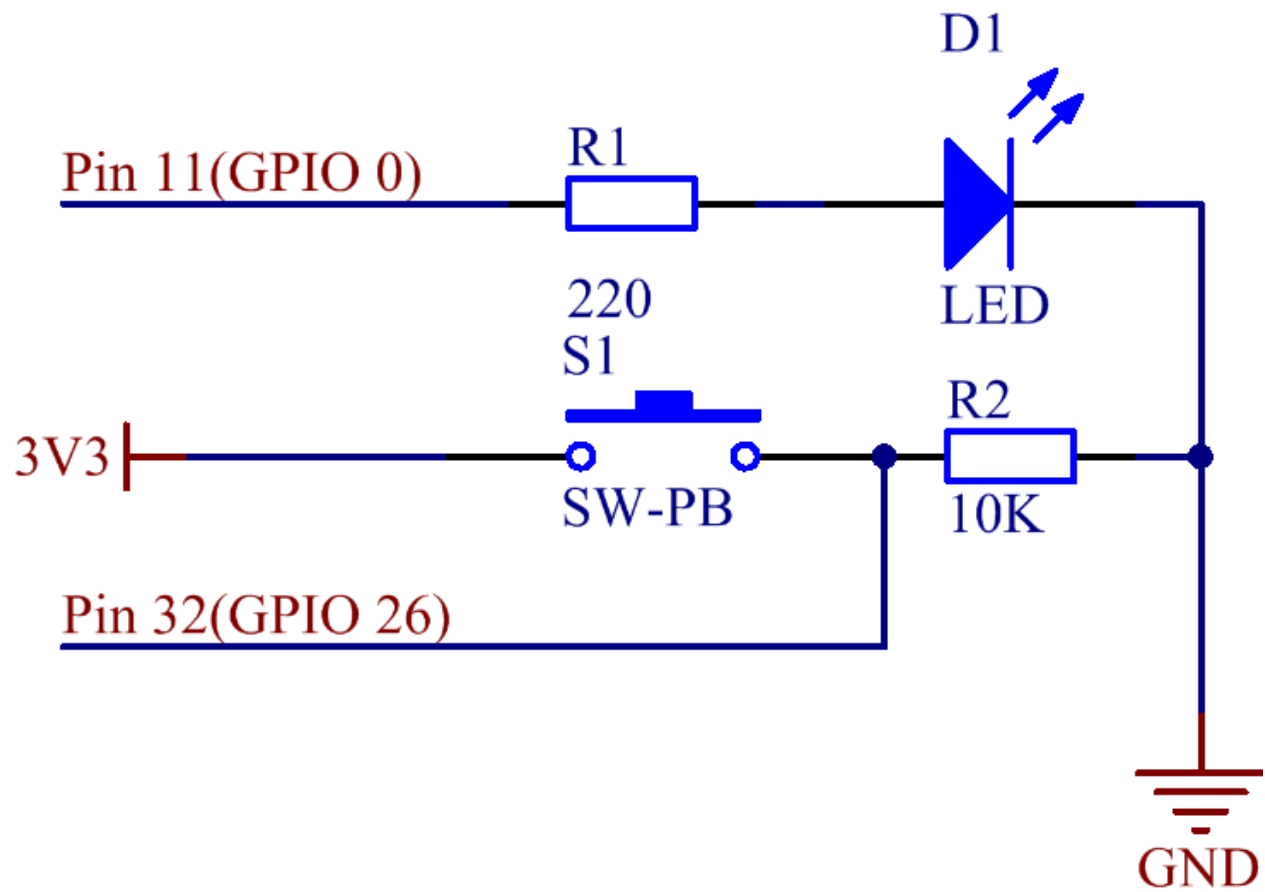 D1
R1
Pin 11(GPIO 0)
220
LED
S1
R2
3V3
SW-PB
10K
Pin 32(GPIO 26)
GND